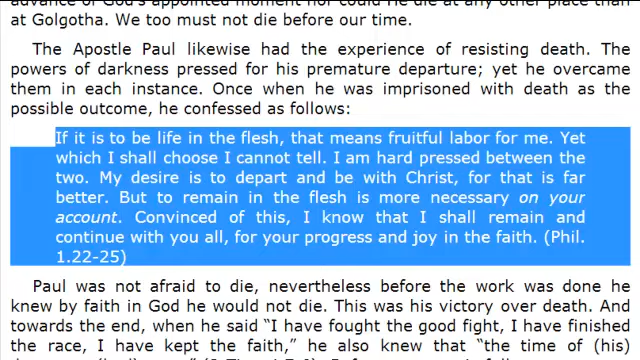 advance of God's appointed moment nor could He die at any other place than
at Golgotha. We too must not die before our time.
The Apostle Paul likewise had the experience of resisting death. The
powers of darkness pressed for his premature departure; yet he overcame
them in each instance. Once when he was imprisoned with death as the
possible outcome, he confessed as follows:
If it is to be life in the flesh, that means fruitful labor for me. Yet
which I shall choose I cannot tell. I am hard pressed between the
two. My desire is to depart and be with Christ, for that is far
better. But to remain in the flesh is more necessary on your
account. Convinced of this, I know that I shall remain and
continue with you all, for your progress and joy in the faith. (Phil.
1.22-25)
Paul was not afraid to die, nevertheless before the work was done he
knew by faith in God he would not die. This was his victory over death. And
towards the end, when he said “I have fought the good fight, I have finished
the race, I have kept the faith,” he also knew that “the time of (his)